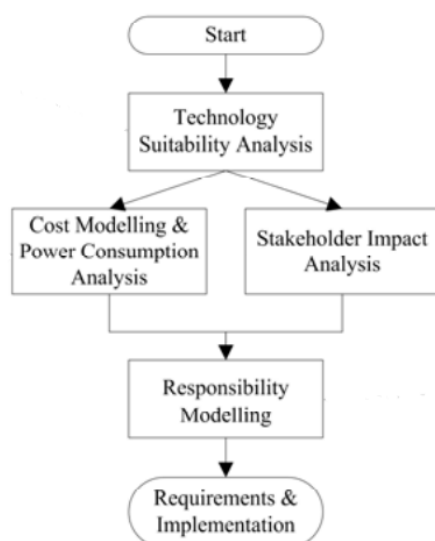 Start
Technology
Suitability Analysis
Cost Modelling &
Power Consumption
Analysis
Stakeholder Impact
Analysis
Responsibility
Modelling
Requirements &
Implementation